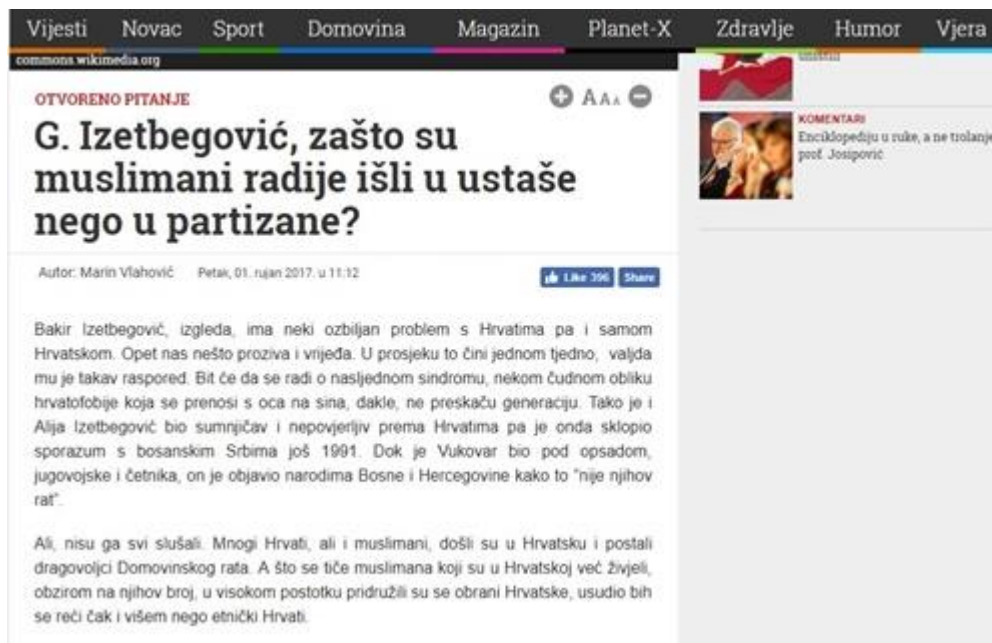 Vijesti Novac Sport Domovina Magazin Planet-X Zdravlje Humor Vjera
commons.wikimedia.org
OTVORENO PITANJE
AAA
G. Izetbegović, zašto su
muslimani radije išli u ustaše
nego u partizane?
Autor: Marin Vlahović Petak, 01. rujan 2017. u 11:12
Like 396 Share
Bakir Izetbegović, izgleda, ima neki ozbiljan problem s Hrvatima pa i samom
Hrvatskom. Opet nas nešto proziva i vrijeđa. U prosjeku to čini jednom tjedno, valjda
mu je takav raspored. Bit će da se radi o nasljednom sindromu, nekom čudnom obliku
hrvatofobije koja se prenosi s oca na sina, dakle, ne preskaču generaciju. Tako je i
Alija Izetbegović bio sumnjičav i nepovjerljiv prema Hrvatima pa je onda sklopio
sporazum s bosanskim Srbima još 1991. Dok je Vukovar bio pod opsadom,
jugovojske i četnika, on je objavio narodima Bosne i Hercegovine kako to "nije njihov
rat".
Ali, nisu ga svi slušali. Mnogi Hrvati, ali i muslimani, došli su u Hrvatsku i postali
dragovoljci Domovinskog rata. A što se tiče muslimana koji su u Hrvatskoj već živjeli,
obzirom na njihov broj, u visokom postotku pridružili su se obrani Hrvatske, usudio bih
se reći čak i višem nego etnički Hrvati.
KOMENTARI
Enciklopediju u ruke, a ne trolanje
prof. Josipović